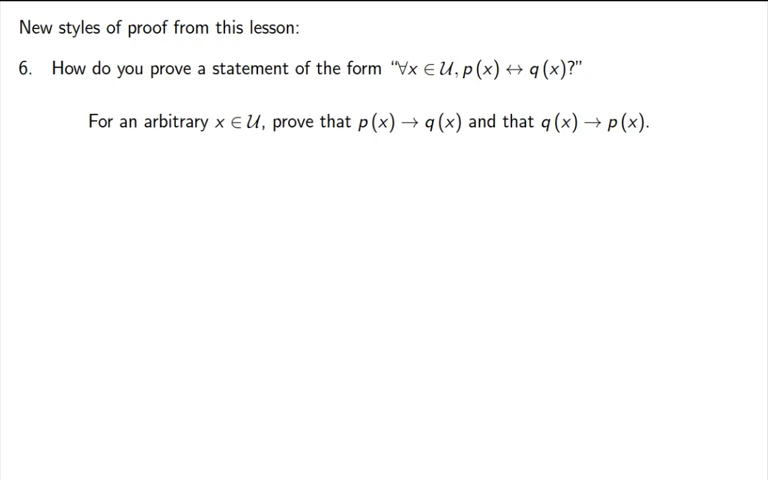 New styles of proof from this lesson:
6. How do you prove a statement of the form “∀x ∈ 𝒰, p(x) ↔ q(x)?”
For an arbitrary x ∈ 𝒰, prove that p(x) → q(x) and that q(x) → p(x).